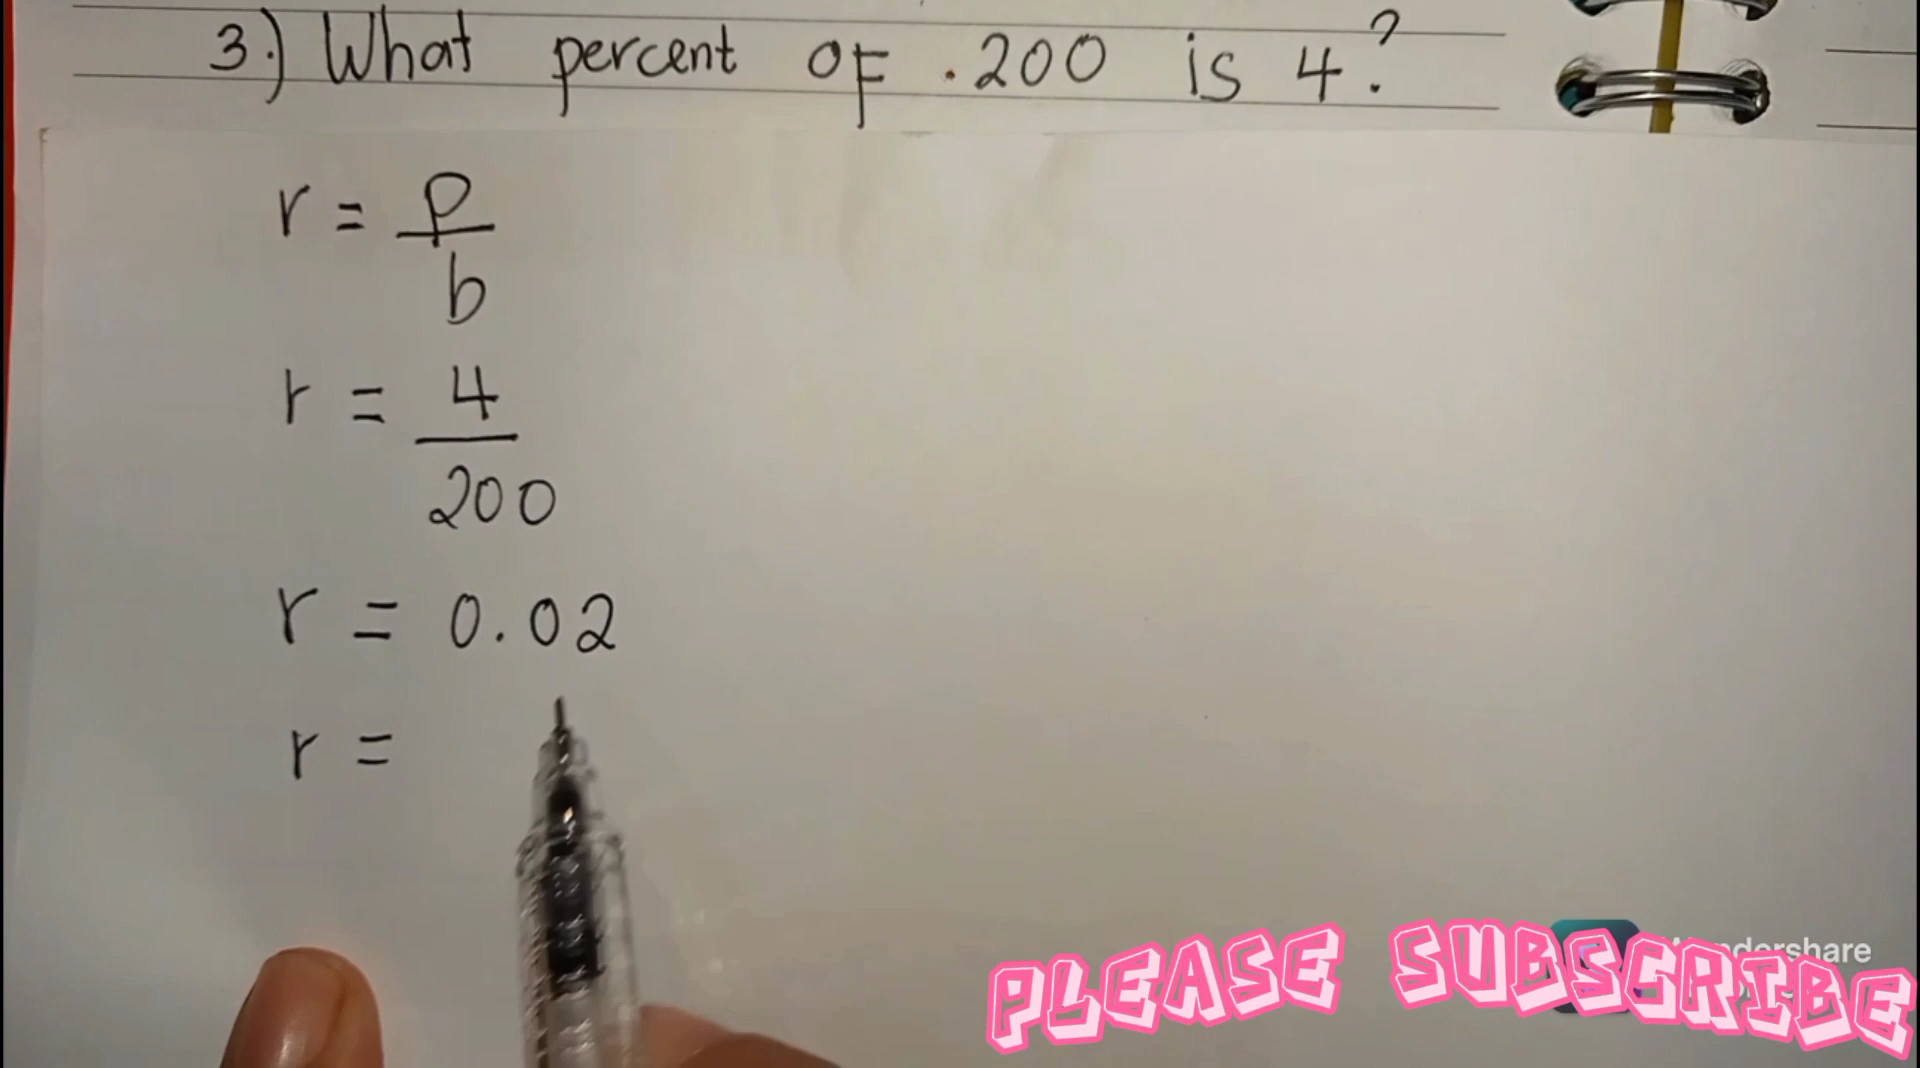 3.) What percent of .200 is 4?
r = p
b
r = 4
200
r = 0.02
r =
PLEASE SUBSCRIBE